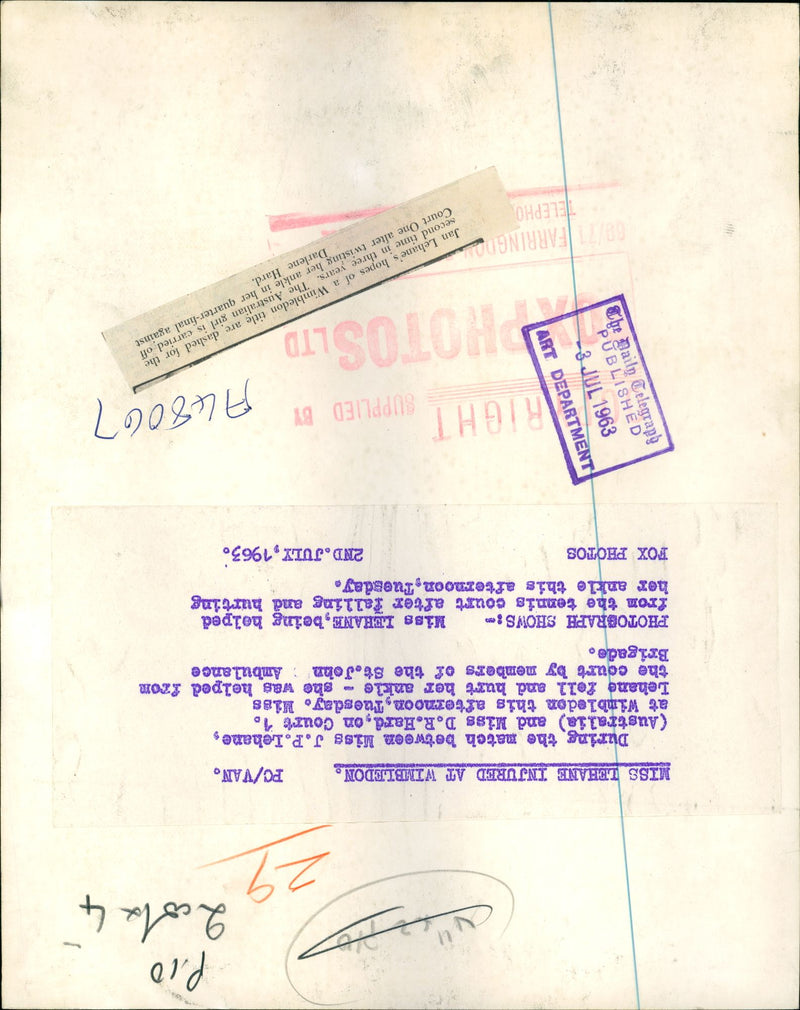 MISS LEHANE INJURED AT WIMBLEDON. PC/VAN.
During the match between Miss J.P.Lehane,
(Australia) and Miss D.R.Hard,on Court 1.
at Wimbledon this afternoon,Tuesday. Miss
Lehane fell and hurt her ankle - she was helped from
the court by members of the St.John Ambulance
Brigade.
PHOTOGRAPH SHOWS:- Miss LEHANE,being helped
from the tennis court after falling and hurting
her ankle this afternoon,Tuesday.
FOX PHOTOS 2ND.JULY,1963.
A48067
RIGHT SUPPLIED BY
OX PHOTOS LTD
69/71 FARRINGDON
TELEPHO
The Daily Telegraph
PUBLISHED
-3 JUL 1963
ART DEPARTMENT
Jan Lehane's hopes of a Wimbledon title are dashed for the
second time in three years. The Australian girl is carried off
Court One after twisting her ankle in her quarter-final against
Darlene Hard.
29
P.10